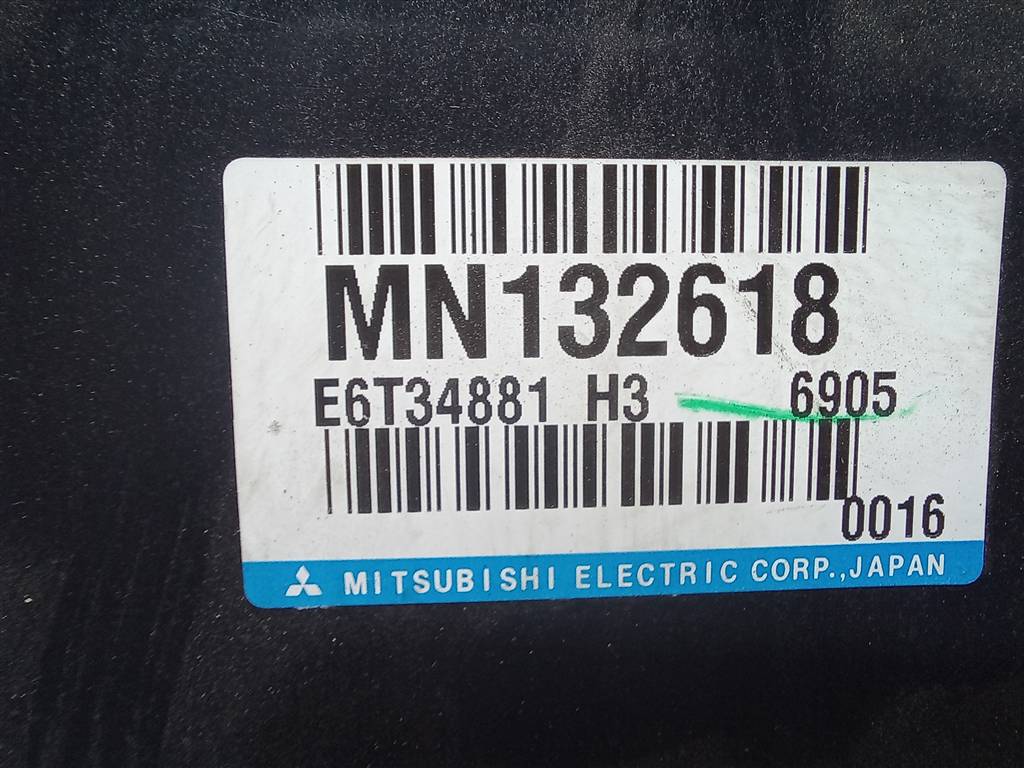 MN132618
E6T34881 H3 6905
0016
MITSUBISHI ELECTRIC CORP.,JAPAN